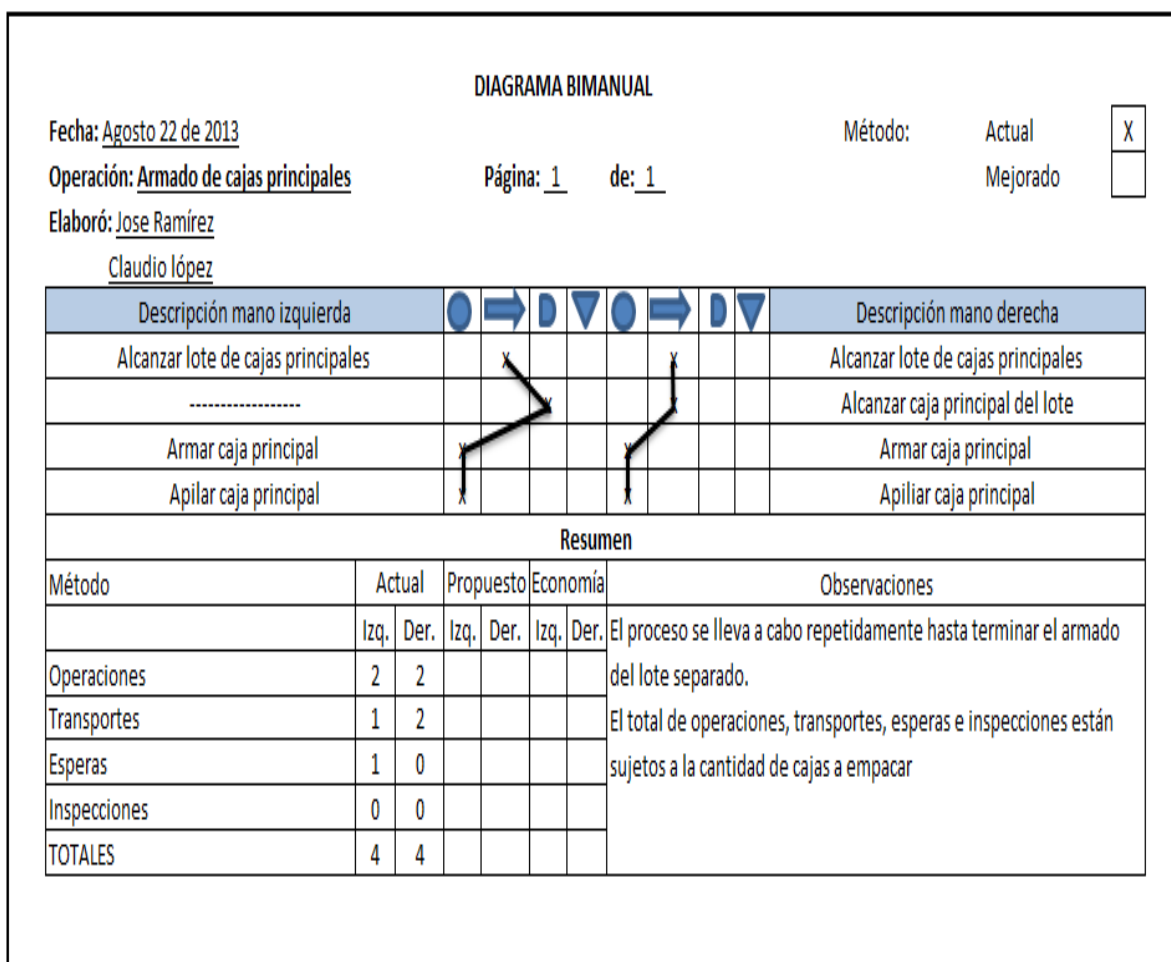 DIAGRAMA BIMANUAL
Fecha: Agosto 22 de 2013 Método: Actual X
Operación: Armado de cajas principales Página: 1 de: 1 Mejorado
Elaboró: Jose Ramírez
Claudio lópez
Descripción mano izquierda D D Descripción mano derecha
Alcanzar lote de cajas principales x x Alcanzar lote de cajas principales
------------------ x x Alcanzar caja principal del lote
Armar caja principal x x Armar caja principal
Apilar caja principal x x Apiliar caja principal
Resumen
Método Actual Propuesto Economía Observaciones
Izq. Der. Izq. Der. Izq. Der. El proceso se lleva a cabo repetidamente hasta terminar el armado
Operaciones 2 2 del lote separado.
Transportes 1 2 El total de operaciones, transportes, esperas e inspecciones están
Esperas 1 0 sujetos a la cantidad de cajas a empacar
Inspecciones 0 0
TOTALES 4 4